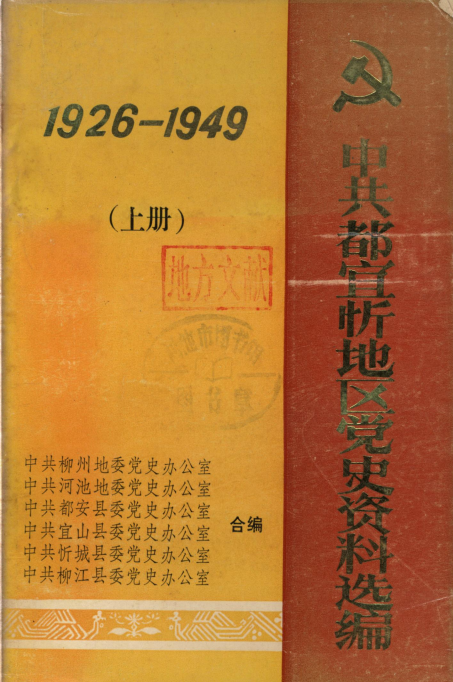 1926-1949
(上册)
地方文献
中共都宜忻地区党史资料选编
中共柳州地委党史办公室
中共河池地委党史办公室
中共都安县委党史办公室
中共宜山县委党史办公室
中共忻城县委党史办公室
中共柳江县委党史办公室
合编